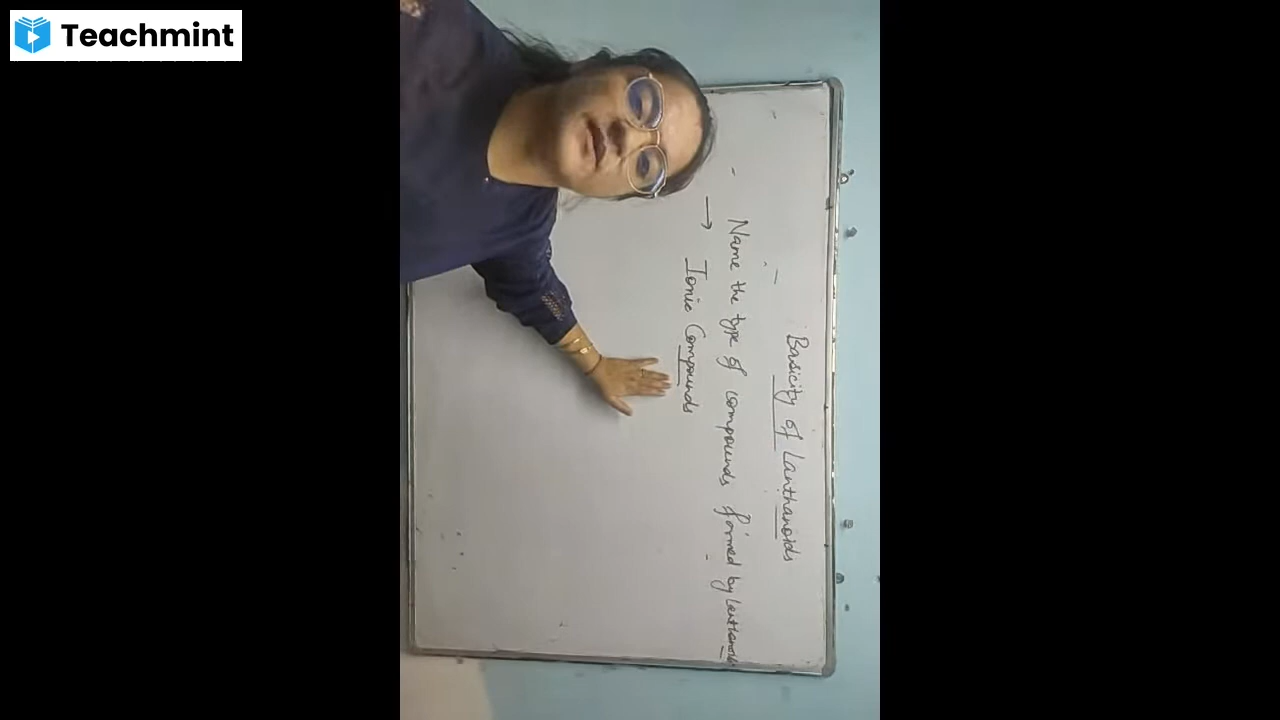 Teachmint
Basicity of Lanthanoids
- Name the type of compounds formed by Lanthanoids
→ Ionic Compounds